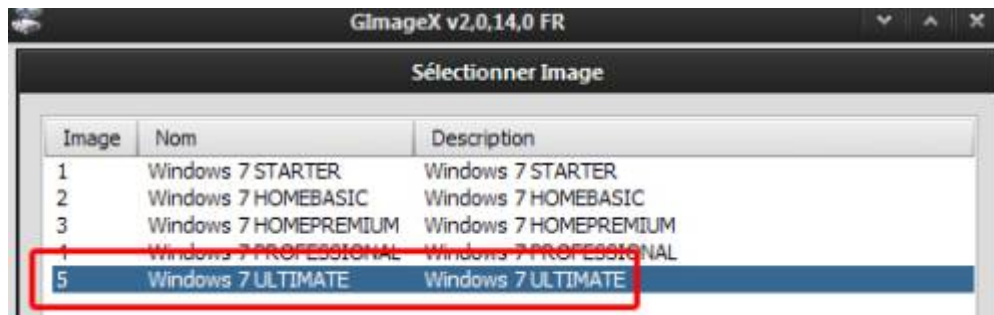 GImageX v2,0,14,0 FR
Sélectionner Image
Image Nom Description
1 Windows 7 STARTER Windows 7 STARTER
2 Windows 7 HOMEBASIC Windows 7 HOMEBASIC
3 Windows 7 HOMEPREMIUM Windows 7 HOMEPREMIUM
4 Windows 7 PROFESSIONAL Windows 7 PROFESSIONAL
5 Windows 7 ULTIMATE Windows 7 ULTIMATE